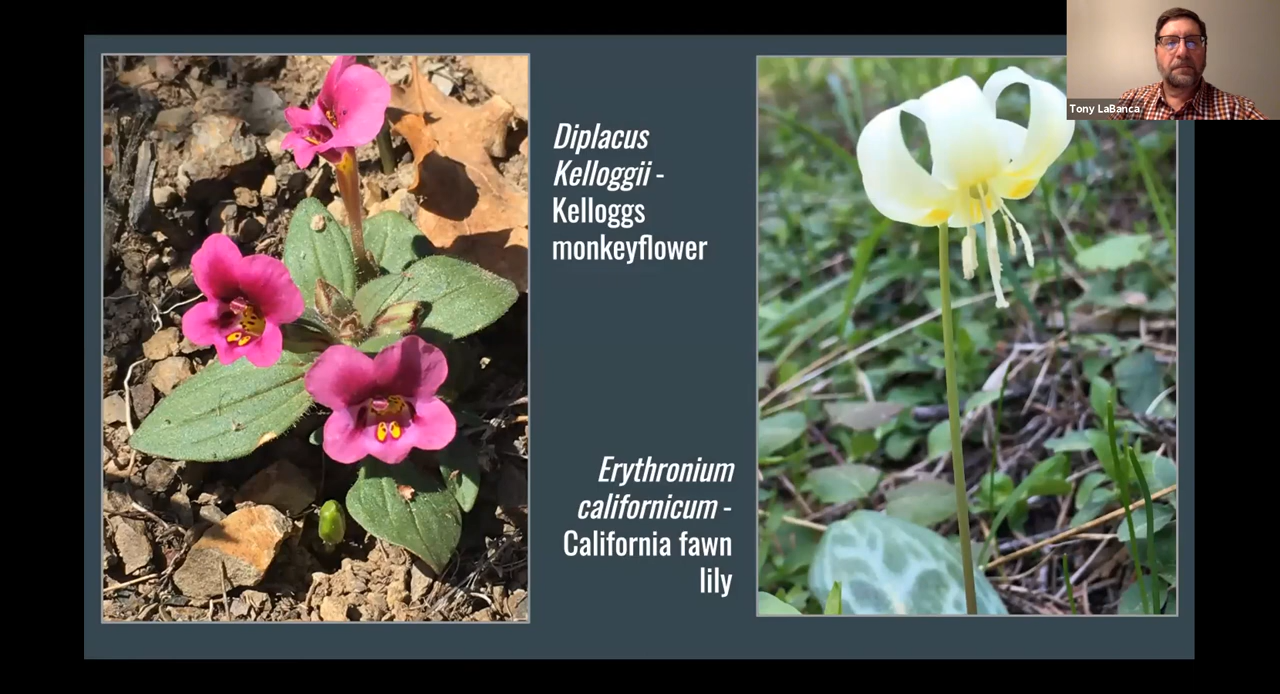 Diplacus
Kelloggii -
Kelloggs
monkeyflower
Erythronium
californicum -
California fawn
lily
Tony LaBanca